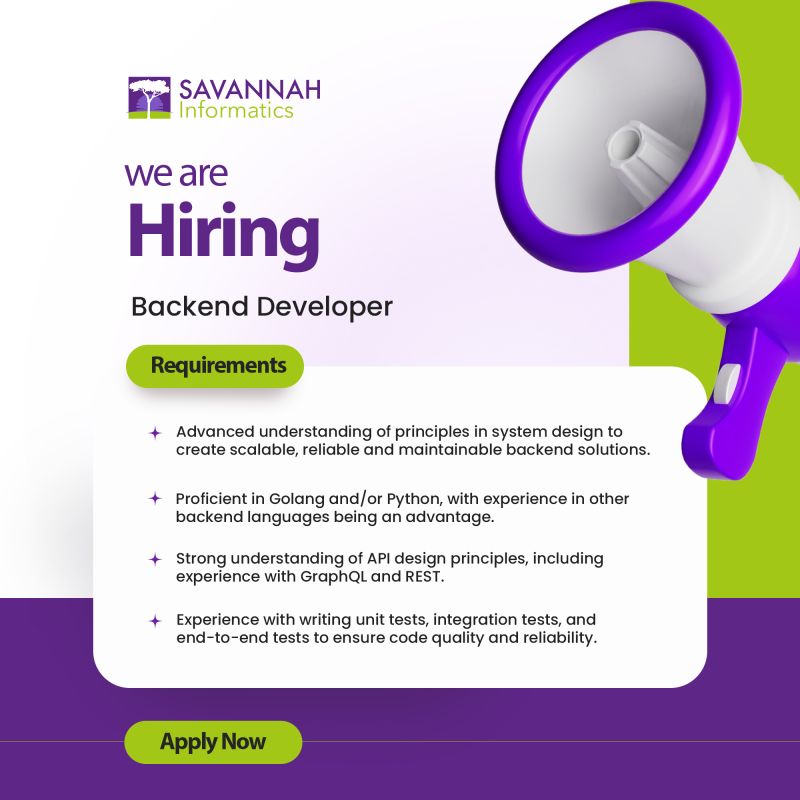 SAVANNAH
Informatics
we are
Hiring
Backend Developer
Requirements
Advanced understanding of principles in system design to
create scalable, reliable and maintainable backend solutions.
Proficient in Golang and/or Python, with experience in other
backend languages being an advantage.
Strong understanding of API design principles, including
experience with GraphQL and REST.
Experience with writing unit tests, integration tests, and
end-to-end tests to ensure code quality and reliability.
Apply Now